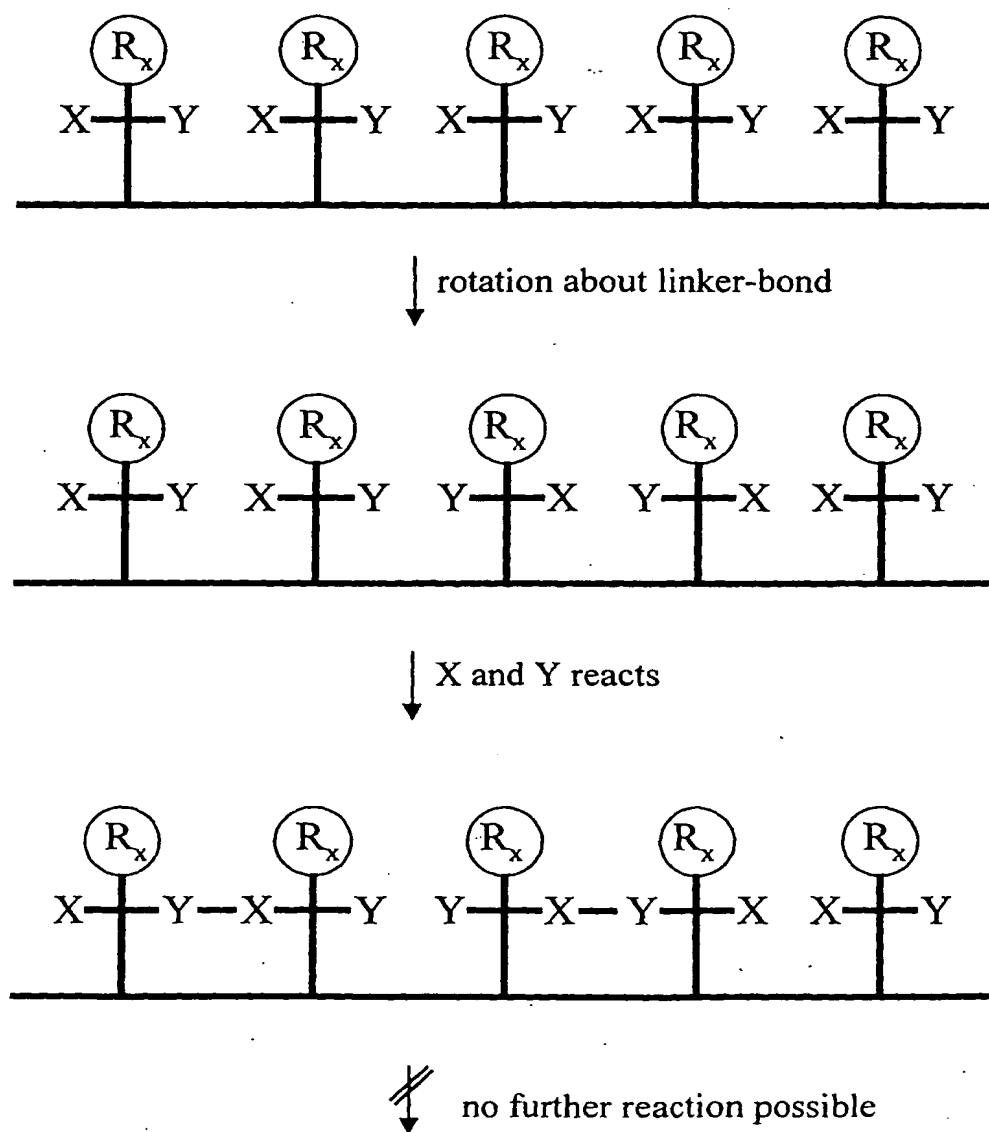 Rx Rx Rx Rx Rx
X Y X Y X Y X Y X Y
rotation about linker-bond
Rx Rx Rx Rx Rx
X Y X Y Y X Y X X Y
X and Y reacts
Rx Rx Rx Rx Rx
X Y X Y Y X Y X X Y
no further reaction possible